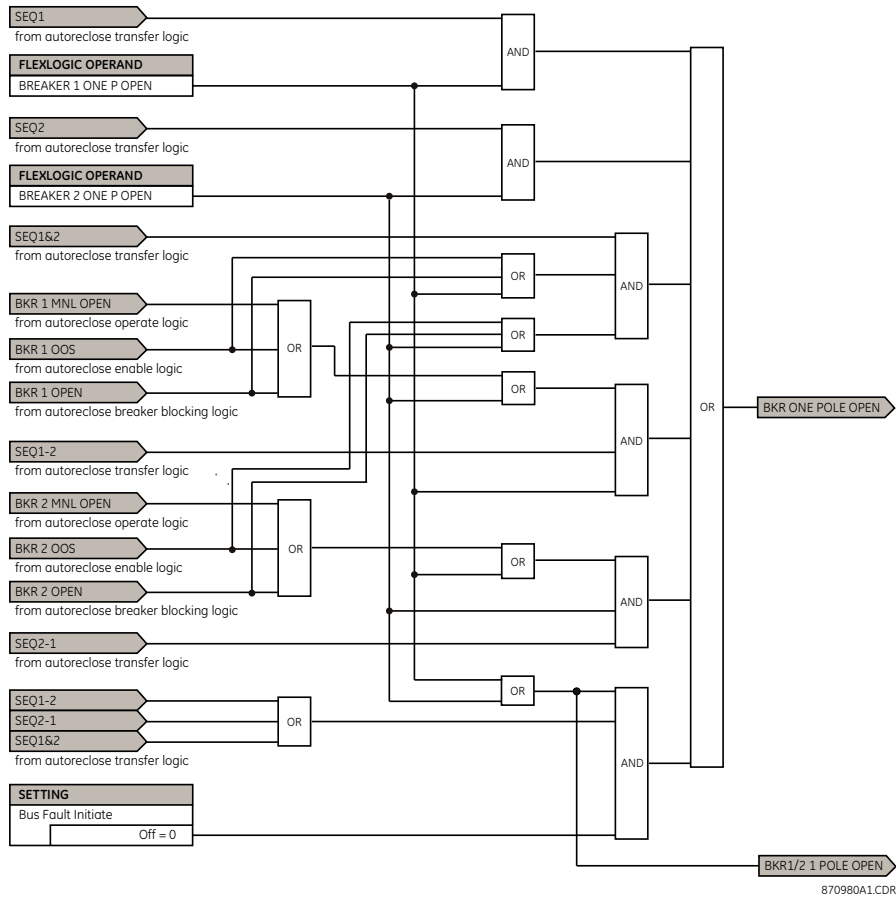 SEQ1
from autoreclose transfer logic
FLEXLOGIC OPERAND
BREAKER 1 ONE P OPEN
AND
SEQ2
from autoreclose transfer logic
FLEXLOGIC OPERAND
BREAKER 2 ONE P OPEN
AND
SEQ1&2
from autoreclose transfer logic
OR
AND
BKR 1 MNL OPEN
from autoreclose operate logic
BKR 1 OOS
from autoreclose enable logic
BKR 1 OPEN
from autoreclose breaker blocking logic
OR
OR
OR
AND
OR
BKR ONE POLE OPEN
SEQ1-2
from autoreclose transfer logic
BKR 2 MNL OPEN
from autoreclose operate logic
BKR 2 OOS
from autoreclose enable logic
BKR 2 OPEN
from autoreclose breaker blocking logic
OR
OR
AND
SEQ2-1
from autoreclose transfer logic
SEQ1-2
SEQ2-1
SEQ1&2
from autoreclose transfer logic
OR
OR
AND
SETTING
Bus Fault Initiate
Off = 0
BKR1/2 1 POLE OPEN
870980A1.CDR